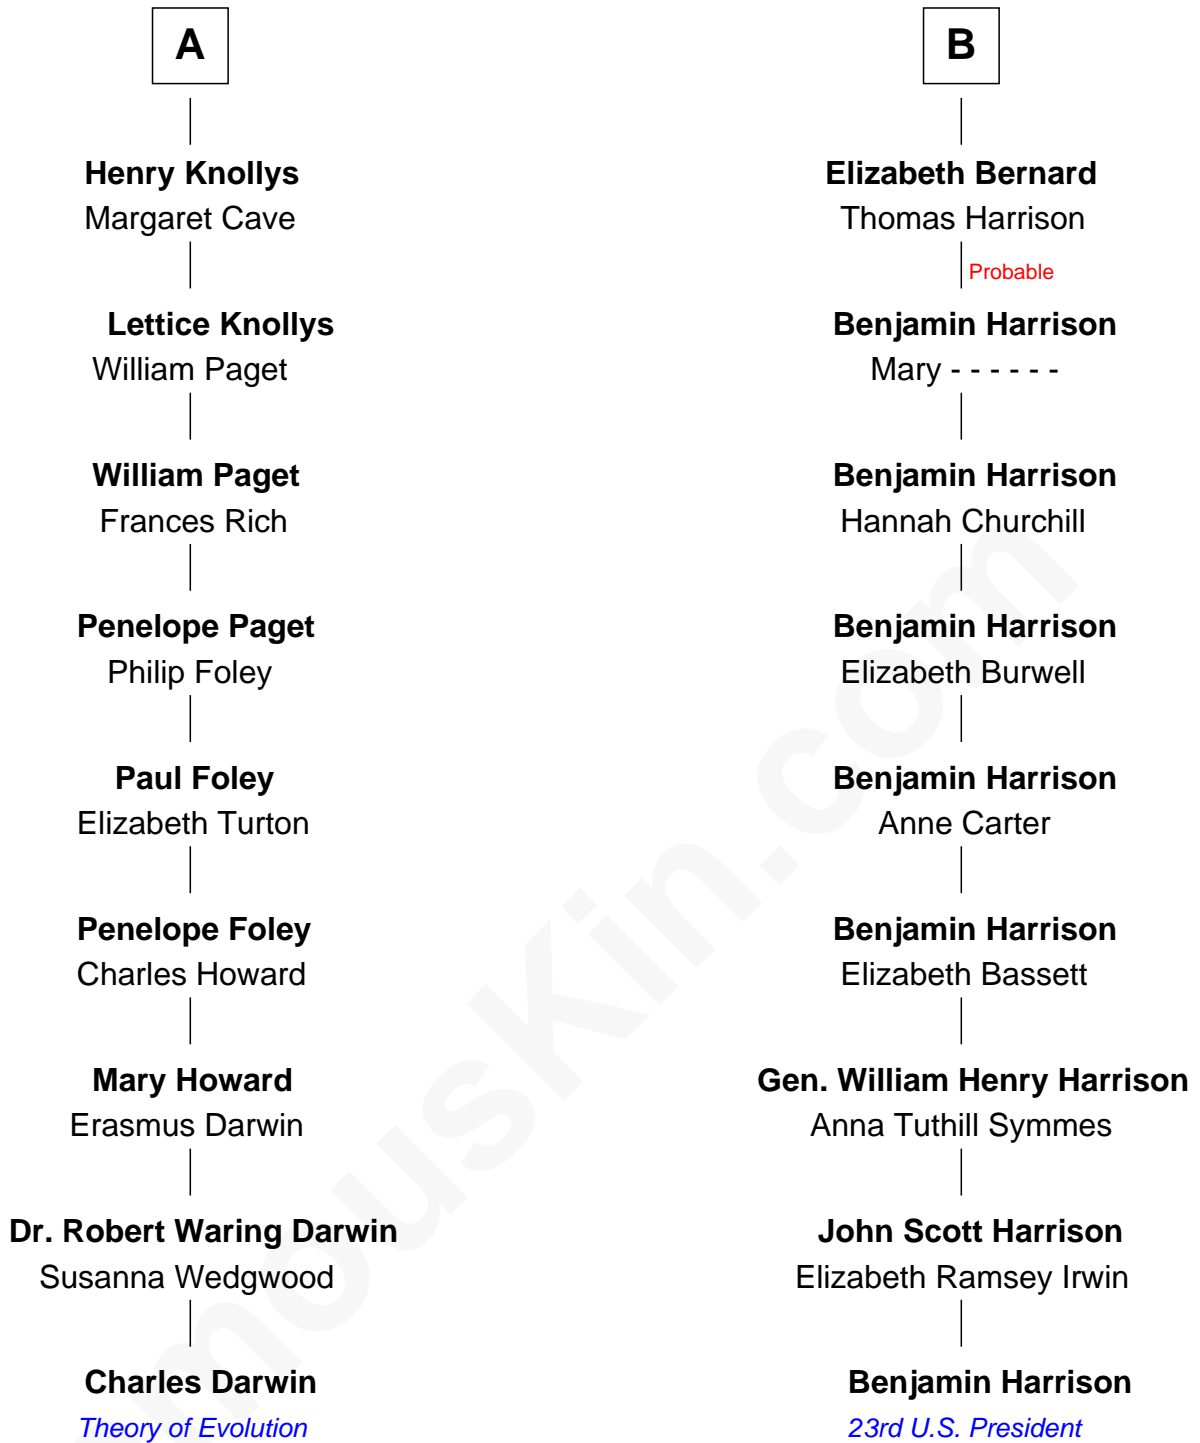 A
Henry Knollys
Margaret Cave
Lettice Knollys
William Paget
William Paget
Frances Rich
Penelope Paget
Philip Foley
Paul Foley
Elizabeth Turton
Penelope Foley
Charles Howard
Mary Howard
Erasmus Darwin
Dr. Robert Waring Darwin
Susanna Wedgwood
Charles Darwin
Theory of Evolution
B
Elizabeth Bernard
Thomas Harrison
Probable
Benjamin Harrison
Mary - - - - - -
Benjamin Harrison
Hannah Churchill
Benjamin Harrison
Elizabeth Burwell
Benjamin Harrison
Anne Carter
Benjamin Harrison
Elizabeth Bassett
Gen. William Henry Harrison
Anna Tuthill Symmes
John Scott Harrison
Elizabeth Ramsey Irwin
Benjamin Harrison
23rd U.S. President
mousKin.com